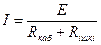 I = E / (Rкаб + R)